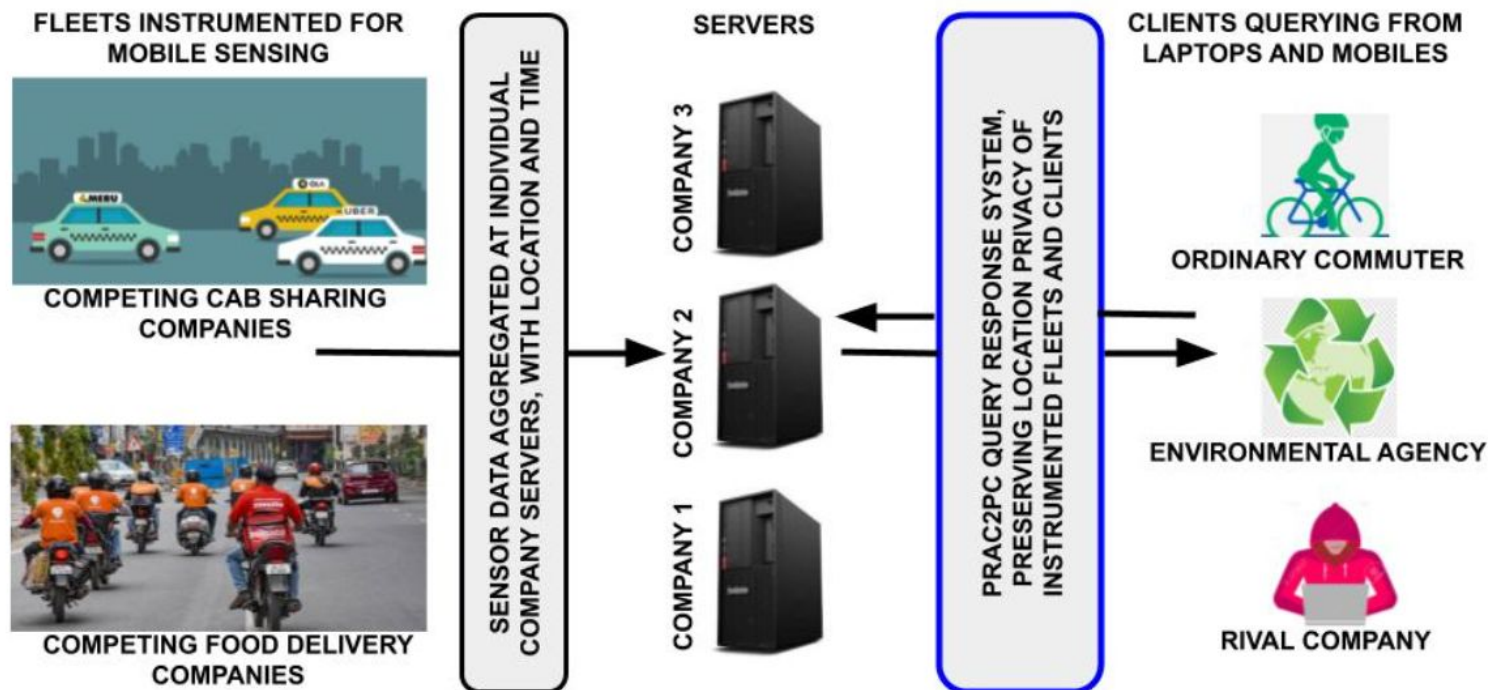 FLEETS INSTRUMENTED FOR
MOBILE SENSING
MERU
OLA
UBER
COMPETING CAB SHARING
COMPANIES
COMPETING FOOD DELIVERY
COMPANIES
SENSOR DATA AGGREGATED AT INDIVIDUAL
COMPANY SERVERS, WITH LOCATION AND TIME
SERVERS
COMPANY 3
COMPANY 2
COMPANY 1
PRAC2PC QUERY RESPONSE SYSTEM,
PRESERVING LOCATION PRIVACY OF
INSTRUMENTED FLEETS AND CLIENTS
CLIENTS QUERYING FROM
LAPTOPS AND MOBILES
ORDINARY COMMUTER
ENVIRONMENTAL AGENCY
RIVAL COMPANY